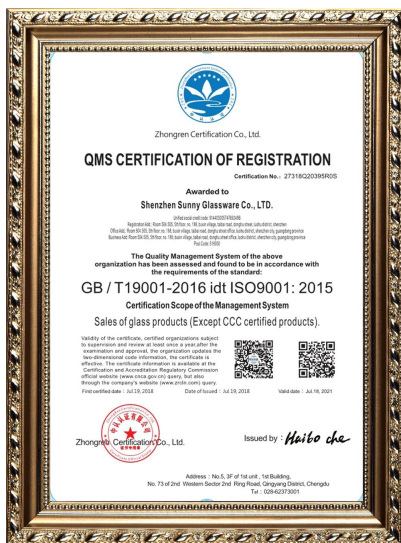 Zhongren Certification Co., Ltd.
QMS CERTIFICATION OF REGISTRATION
Certification No.: 27318Q20395R0S
Awarded to
Shenzhen Sunny Glassware Co., LTD.
Unified social credit code:
The Quality Management System of the above
organization has been assessed and found to be in accordance with
the requirements of the standard:
GB / T19001-2016 idt ISO9001: 2015
Certification Scope of the Management System
Sales of glass products (Except CCC certified products).
Validity of the certificate, certified organizations subject
to supervision and review at least once a year,after the
examination and approval, the organization updates the
two-dimensional code information, the certificate is
effective. The certificate information is available at the
Certification and Accreditation Regulatory Commission
official website (www.cnca.gov.cn) query, but also
through the company's website (www.zrcln.com) query.
First certified date : Jul.19, 2018
Date of Issued : Jul.19, 2018
Valid date : Jul.18, 2021
Zhongren Certification Co., Ltd.
Issued by : Haibo che
Address : No.5, 3F of 1st unit , 1st Building,
No. 73 of 2nd Western Sector 2nd Ring Road, Qingyang District, Chengdu
Tel : 028-62373001